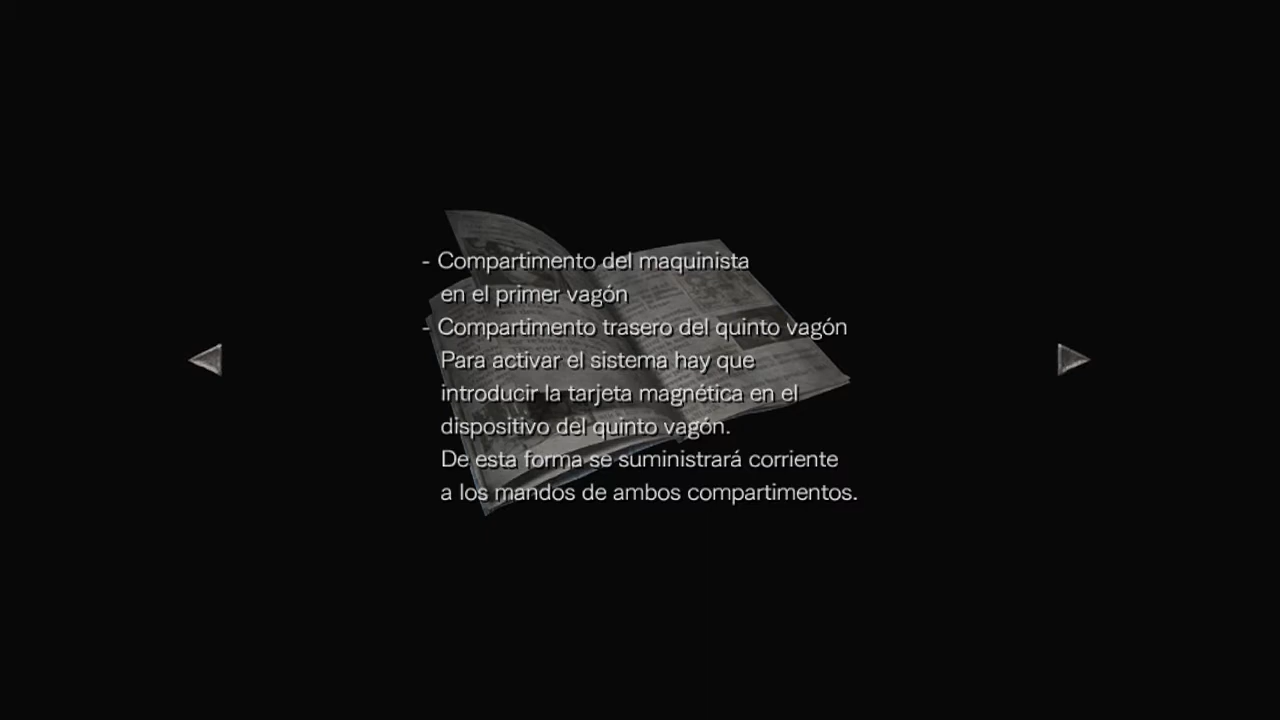 - Compartimento del maquinista
en el primer vagón
- Compartimento trasero del quinto vagón
Para activar el sistema hay que
introducir la tarjeta magnética en el
dispositivo del quinto vagón.
De esta forma se suministrará corriente
a los mandos de ambos compartimentos.